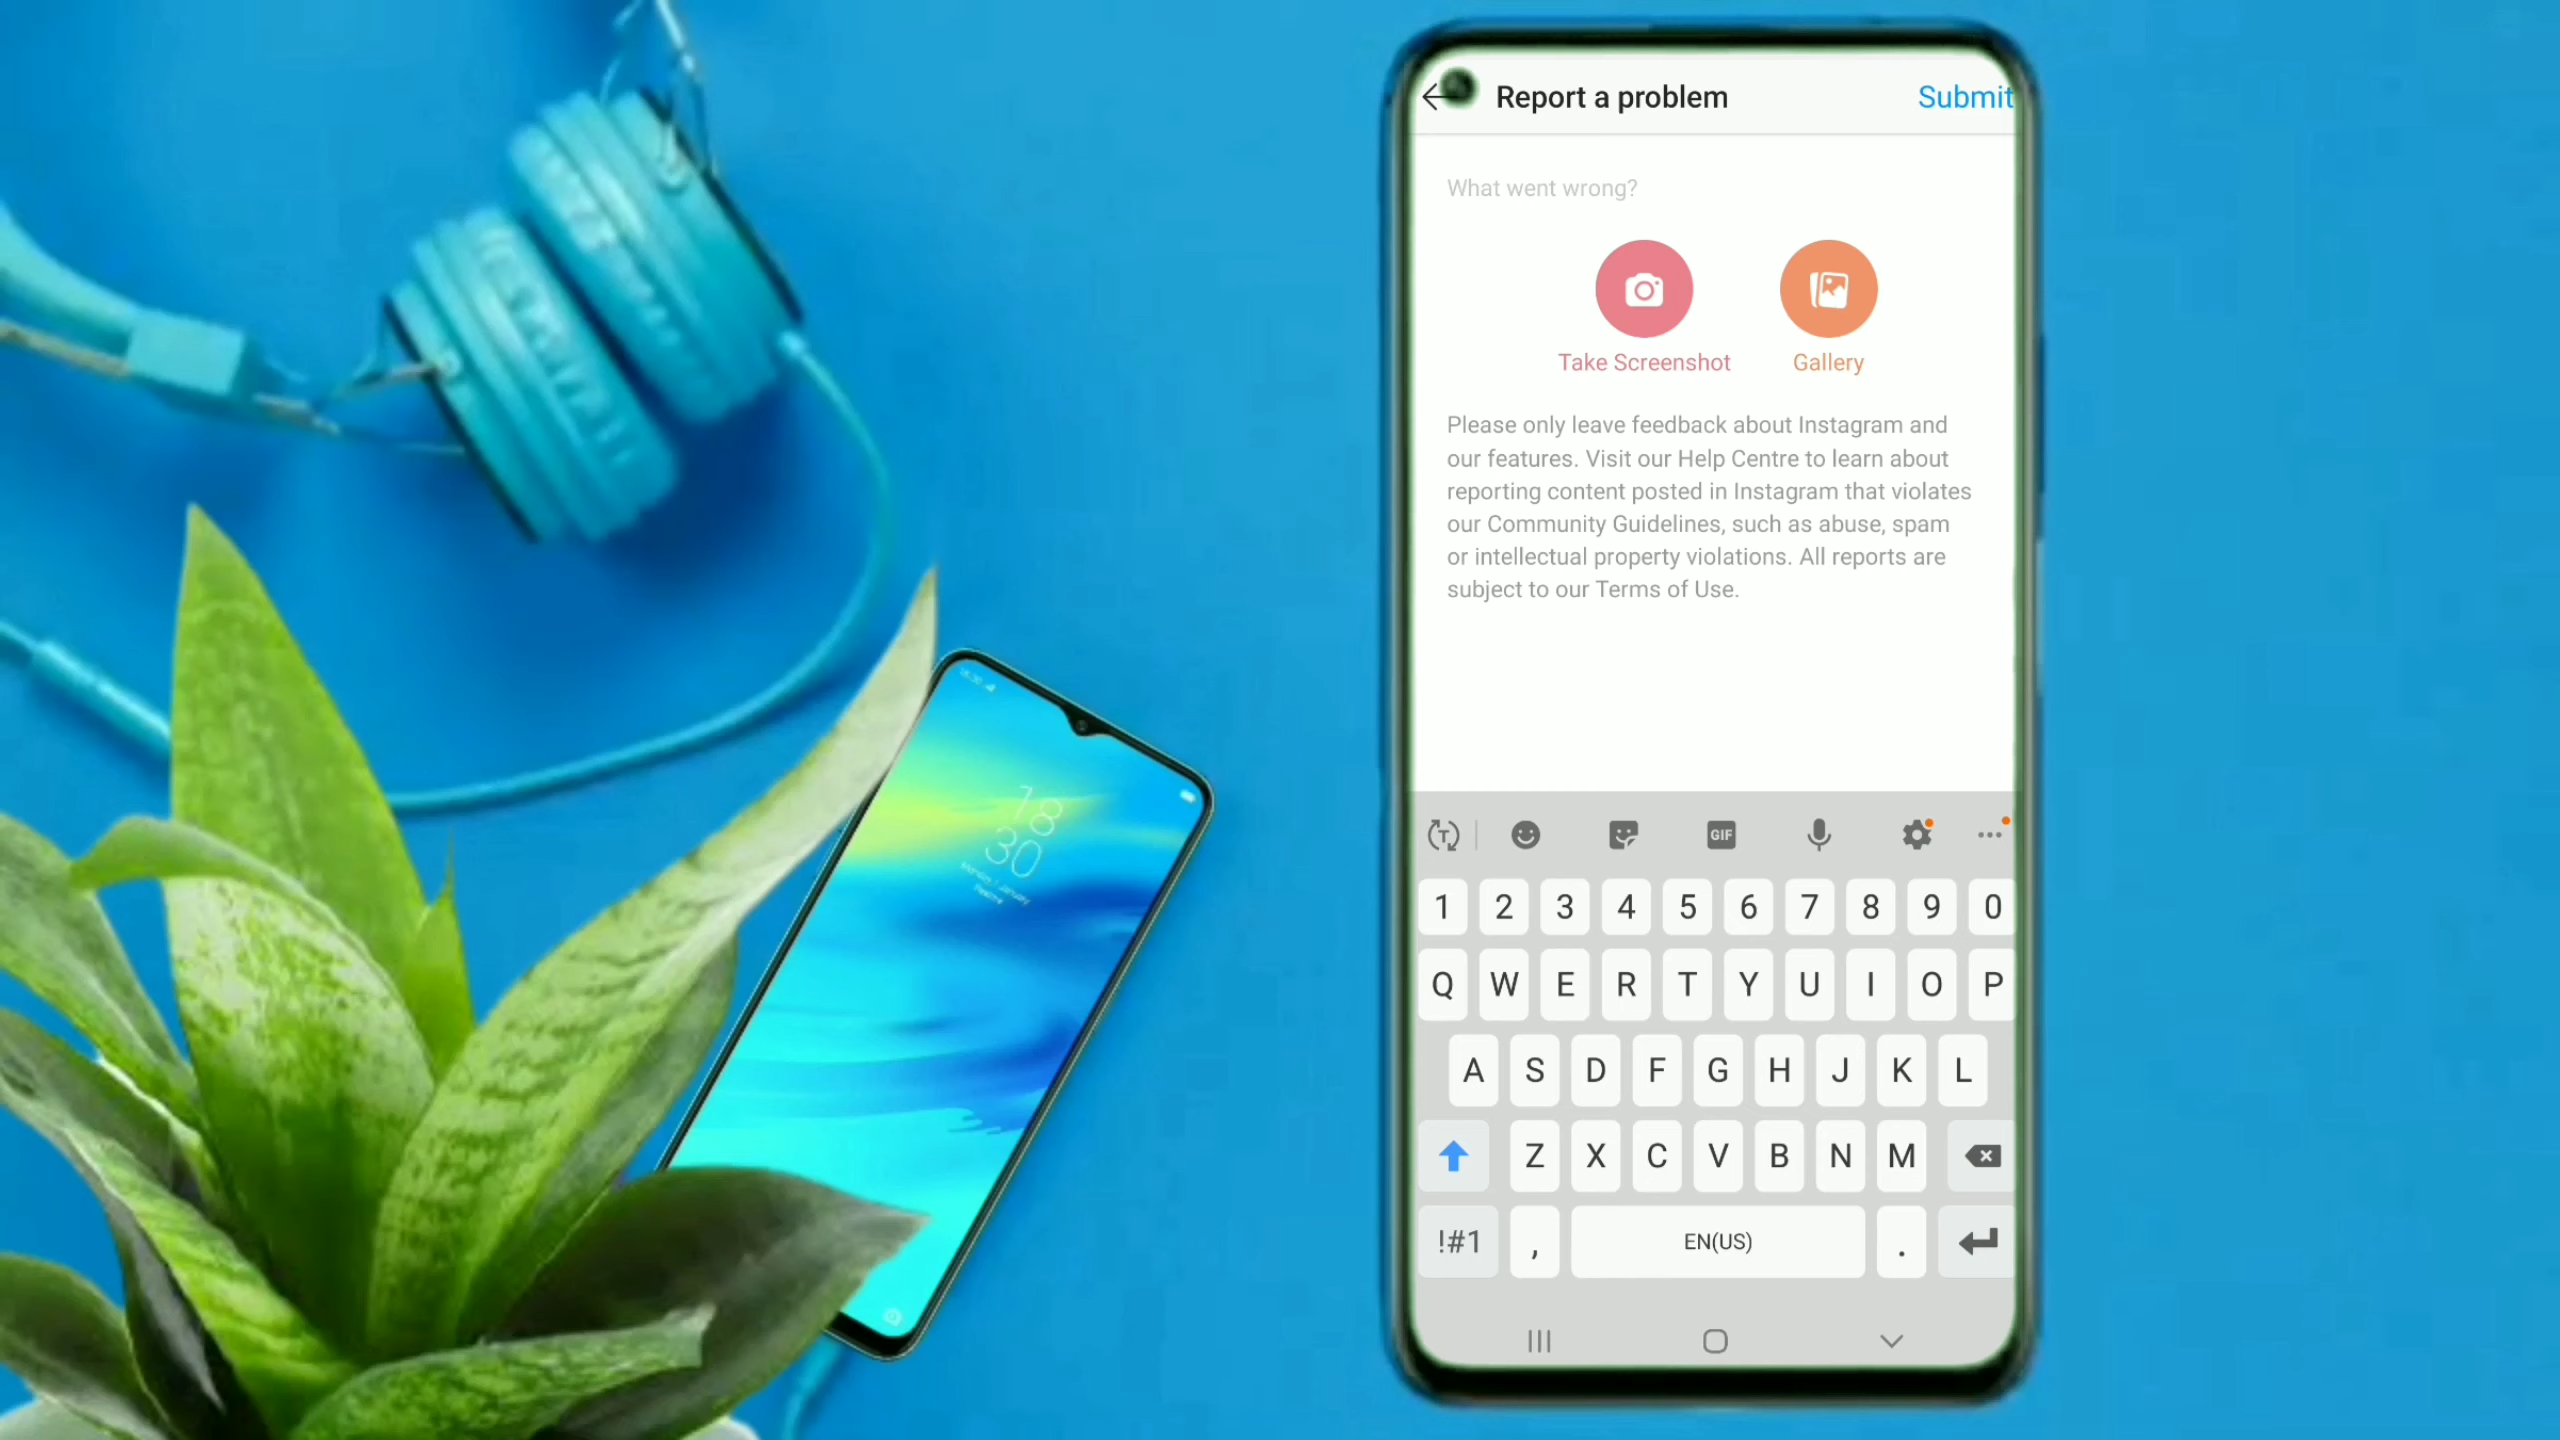 Report a problem
Submit
What went wrong?
Take Screenshot
Gallery
Please only leave feedback about Instagram and
our features. Visit our Help Centre to learn about
reporting content posted in Instagram that violates
our Community Guidelines, such as abuse, spam
or intellectual property violations. All reports are
subject to our Terms of Use.
18
30
GIF
1 2 3 4 5 6 7 8 9 0
Q W E R T Y U I O P
A S D F G H J K L
Z X C V B N M
!#1 , EN(US) .